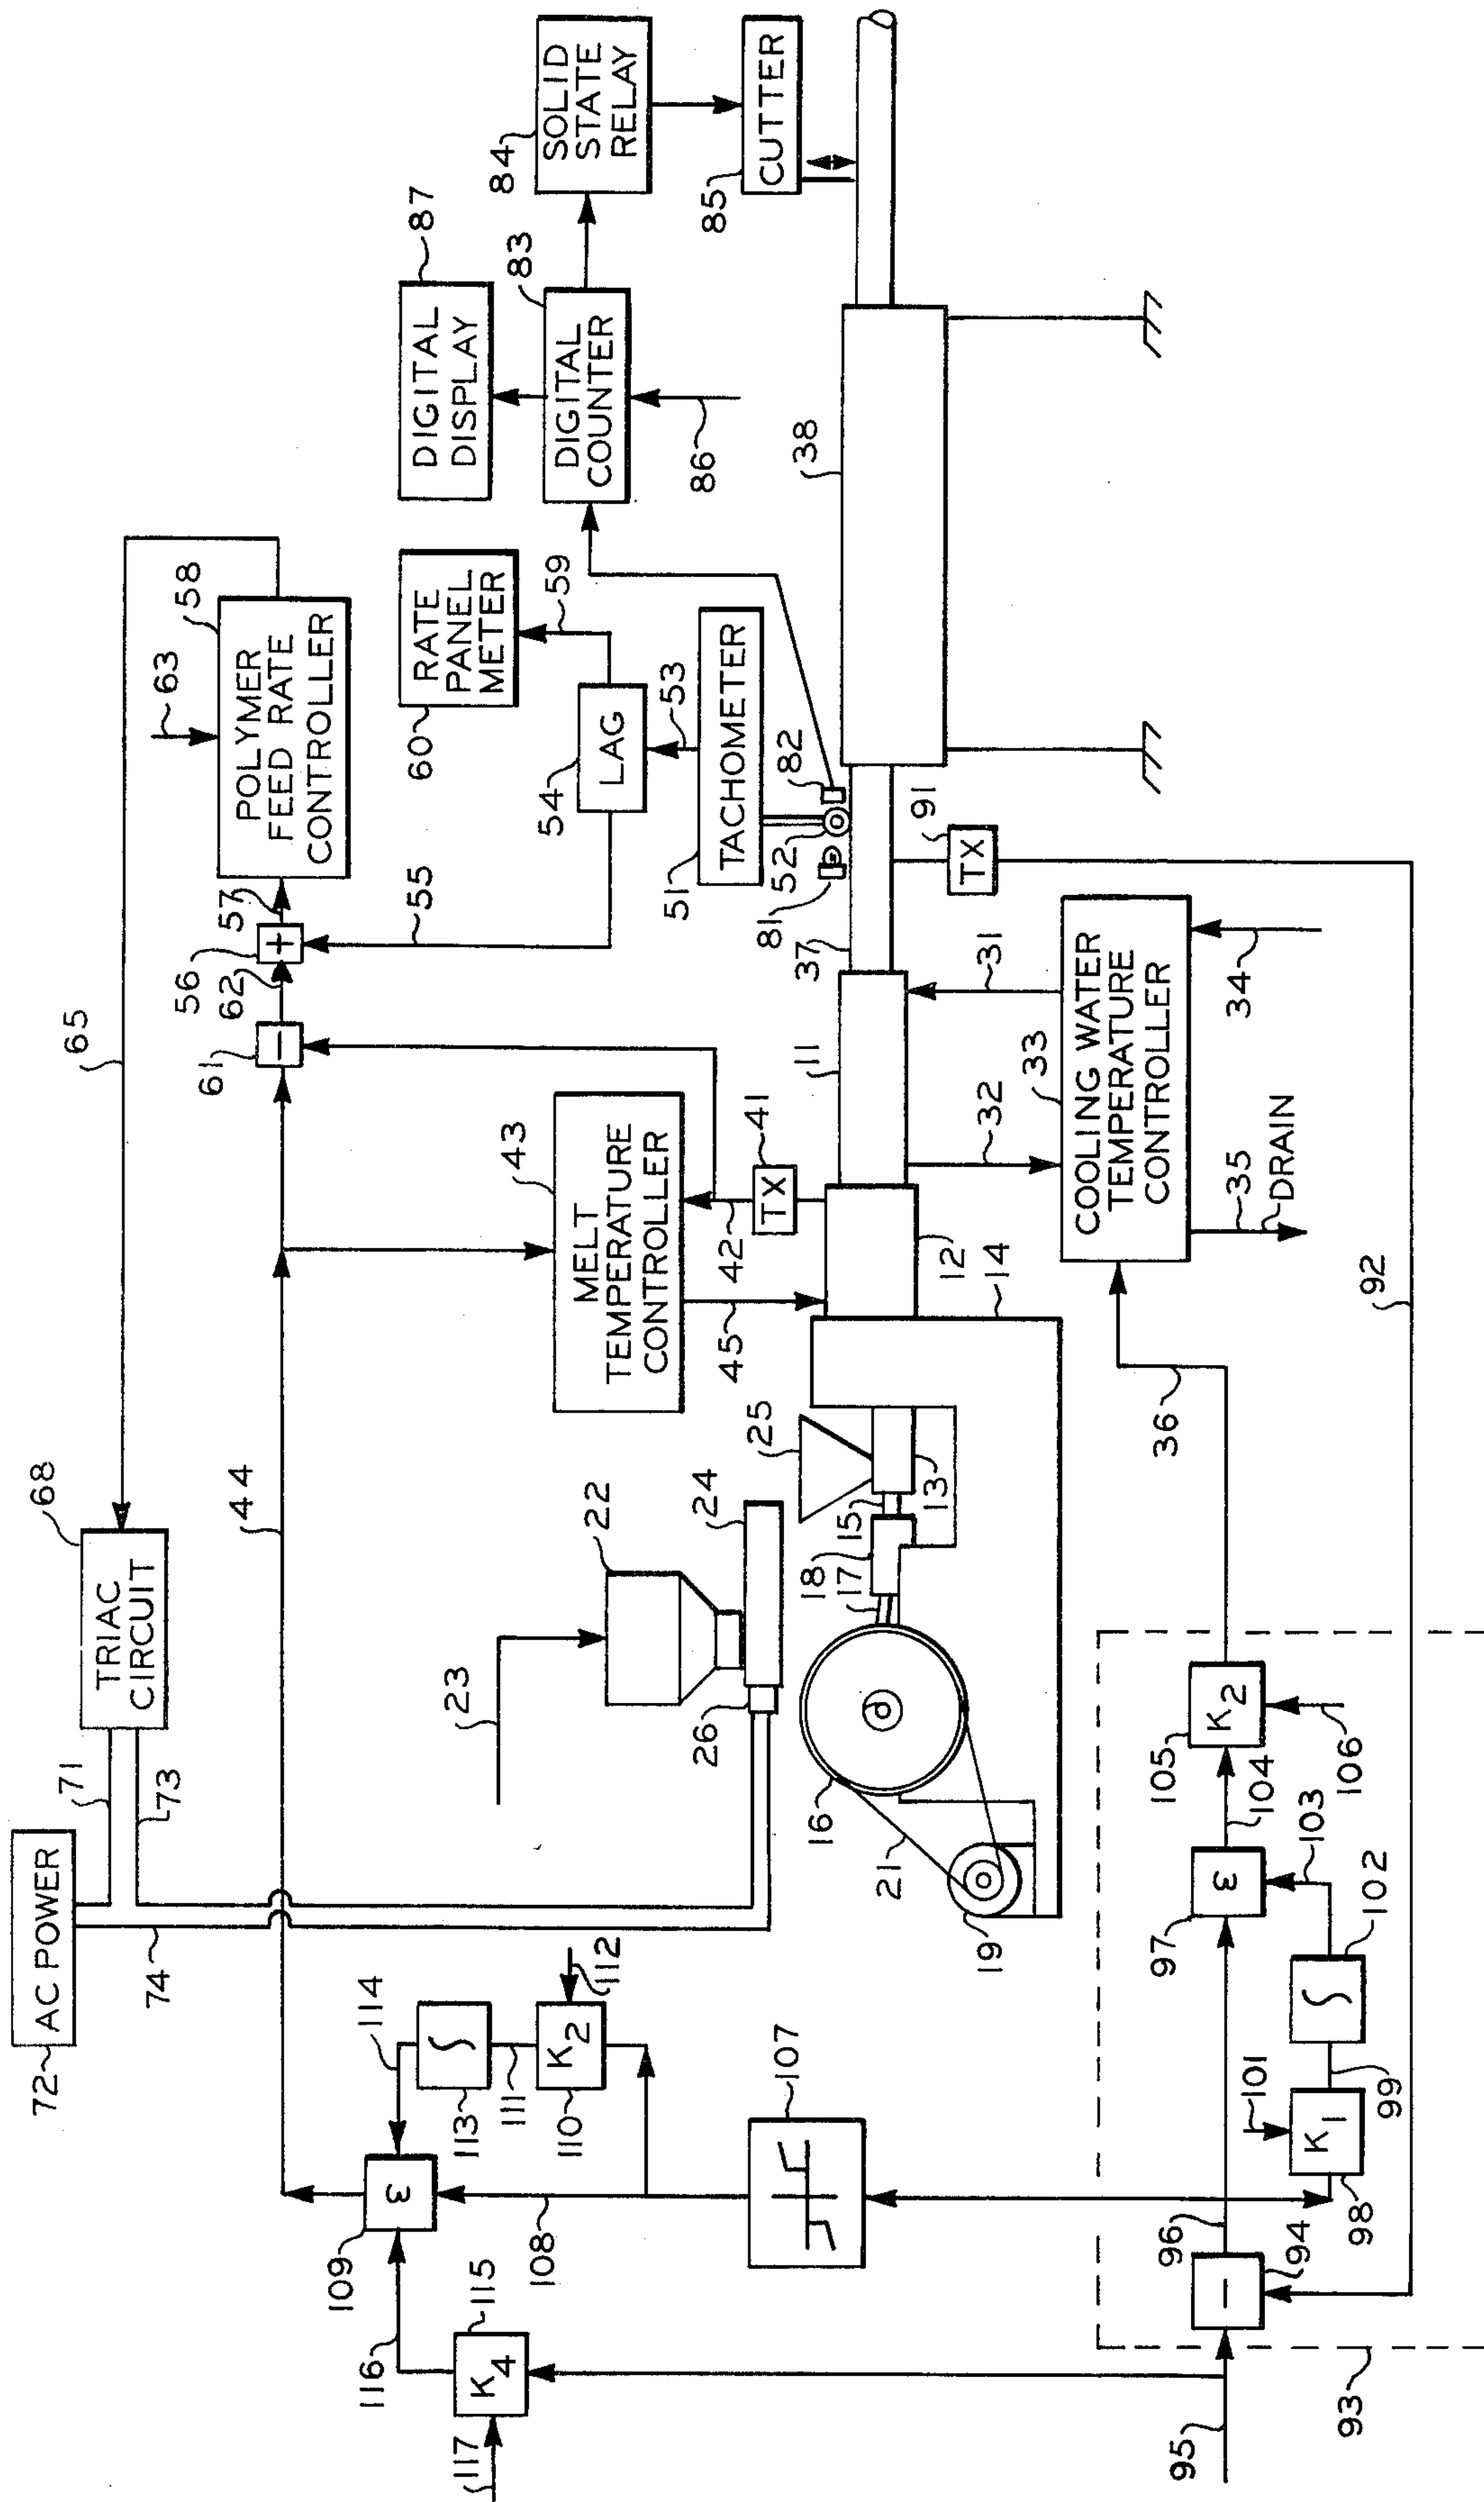 72
AC POWER
74
71
73
TRIAC
CIRCUIT
68
65
63
58
POLYMER
FEED RATE
CONTROLLER
44
61
−
62
56
+
57
55
114
113
∫
111
110
K2
112
109
ε
116
115
K4
117
108
107
23
22
24
26
43
MELT
TEMPERATURE
CONTROLLER
45
42
TX
41
54
LAG
59
60
RATE
PANEL
METER
53
51
TACHOMETER
87
DIGITAL
DISPLAY
83
DIGITAL
COUNTER
86
84
SOLID
STATE
RELAY
85
CUTTER
25
13
15
18
17
16
21
19
14
12
11
37
81
52
82
38
91
TX
31
32
33
COOLING WATER
TEMPERATURE
CONTROLLER
34
35
DRAIN
36
92
95
96
94
−
97
ε
104
105
K2
106
103
102
∫
99
101
K1
98
93